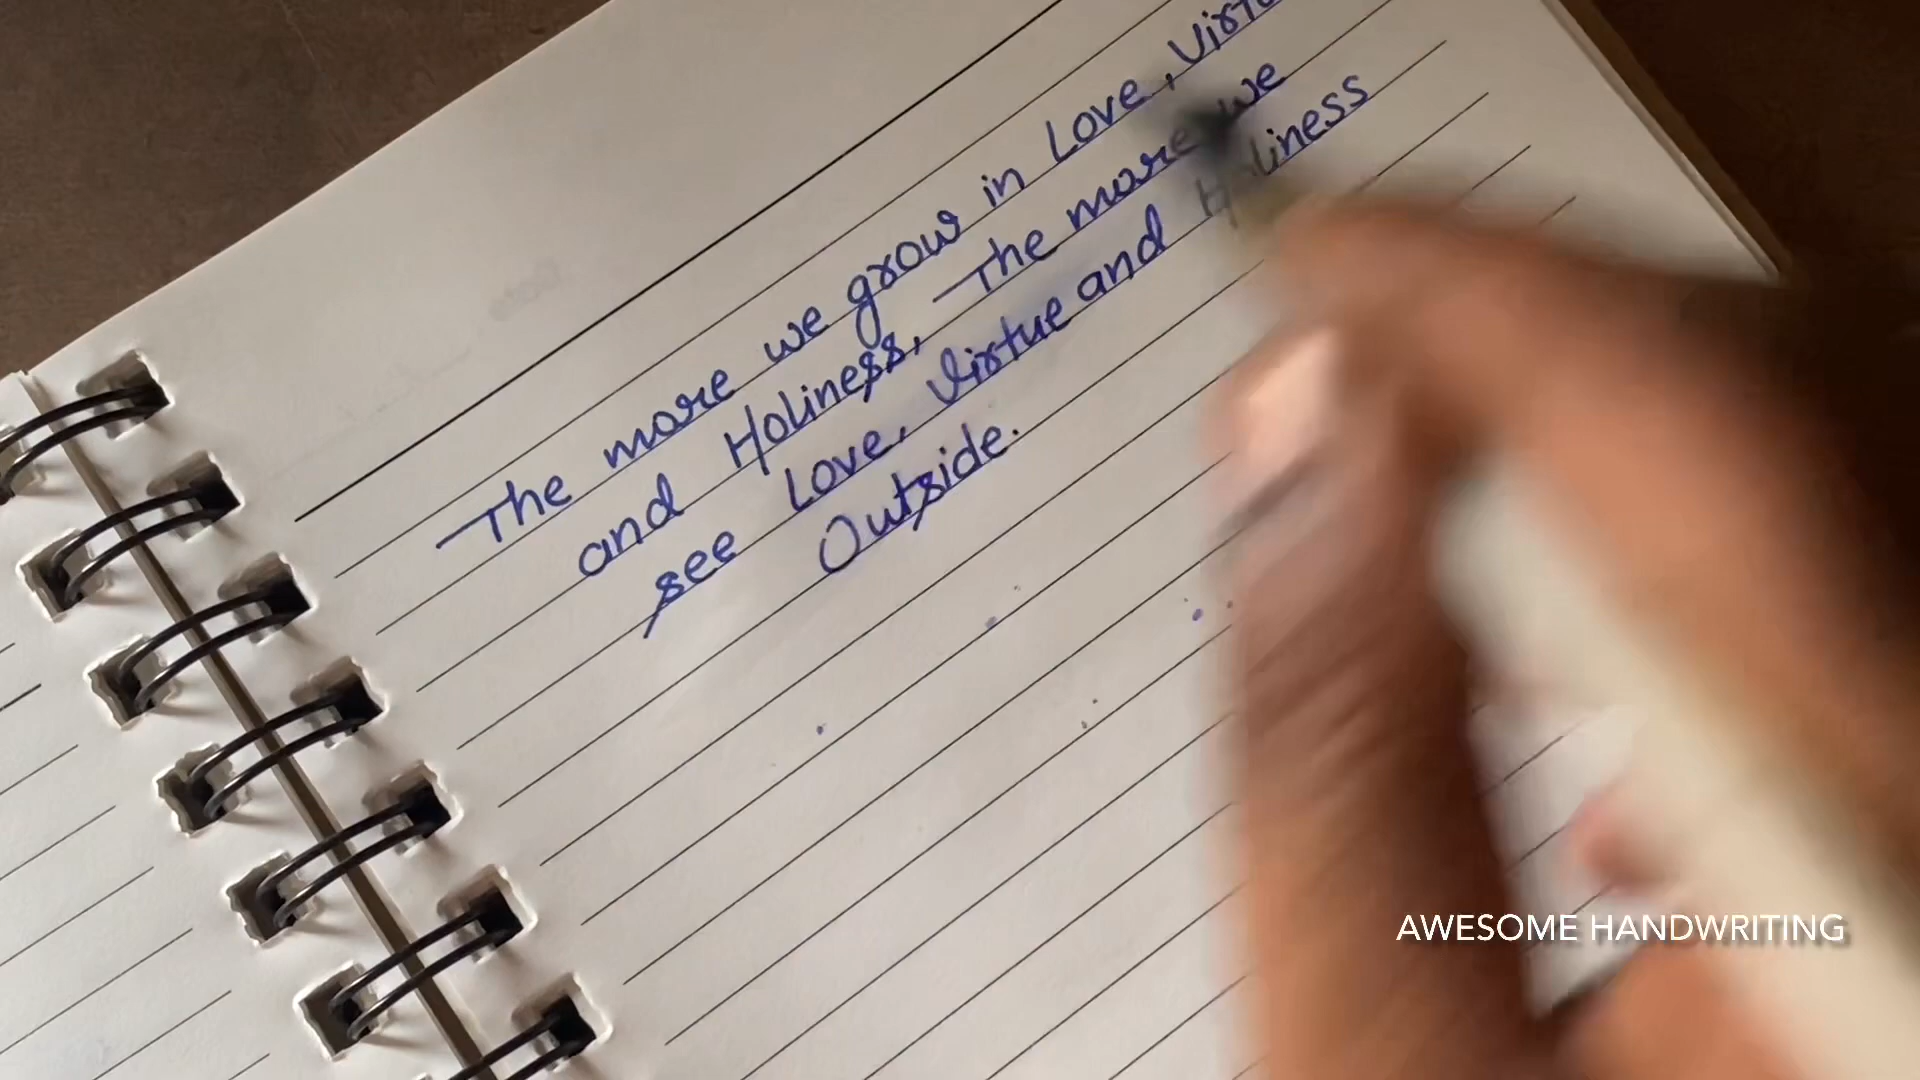 The more we grow in Love, Virtu
and Holiness, The more we
see Love, Virtue and Holiness
Outside.
AWESOME HANDWRITING